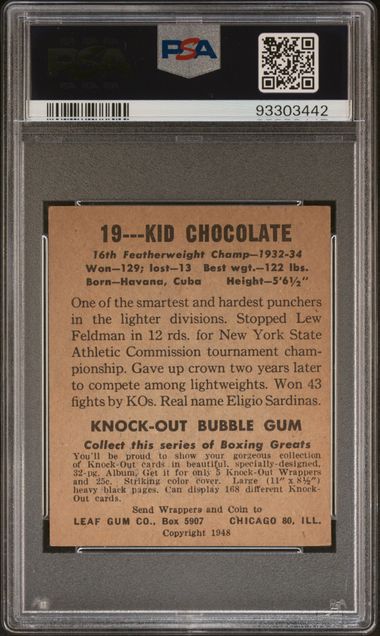 PSA
PSA
93303442
19---KID CHOCOLATE
16th Featherweight Champ—1932-34
Won—129; lost—13 Best wgt.—122 lbs.
Born—Havana, Cuba Height—5'6½"
One of the smartest and hardest punchers
in the lighter divisions. Stopped Lew
Feldman in 12 rds. for New York State
Athletic Commission tournament cham-
pionship. Gave up crown two years later
to compete among lightweights. Won 43
fights by KOs. Real name Eligio Sardinas.
KNOCK-OUT BUBBLE GUM
Collect this series of Boxing Greats
You'll be proud to show your gorgeous collection
of Knock-Out cards in beautiful, specially-designed,
32-pg. Album. Get it for only 5 Knock-Out Wrappers
and 25c. Striking color cover. Large (11" x 8½")
heavy black pages. Can display 168 different Knock-
Out cards.
Send Wrappers and Coin to
LEAF GUM CO., Box 5907 CHICAGO 80, ILL.
Copyright 1948